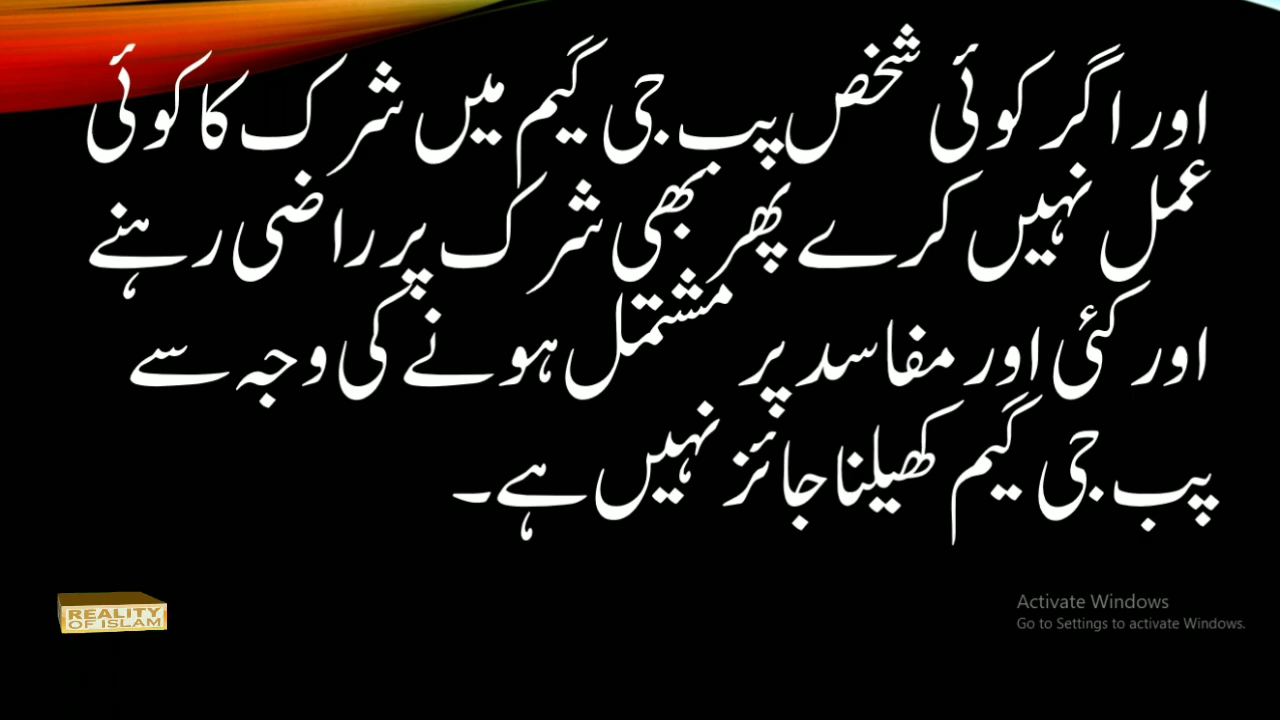 اور اگر کوئی شخص پب جی گیم میں شرک کا کوئی
عمل نہیں کرے پھر بھی شرک پر راضی رہنے
اور کئی اور مفاسد پر مشتمل ہونے کی وجہ سے
پب جی گیم کھیلنا جائز نہیں ہے۔
REALITY
OF ISLAM
Activate Windows
Go to Settings to activate Windows.